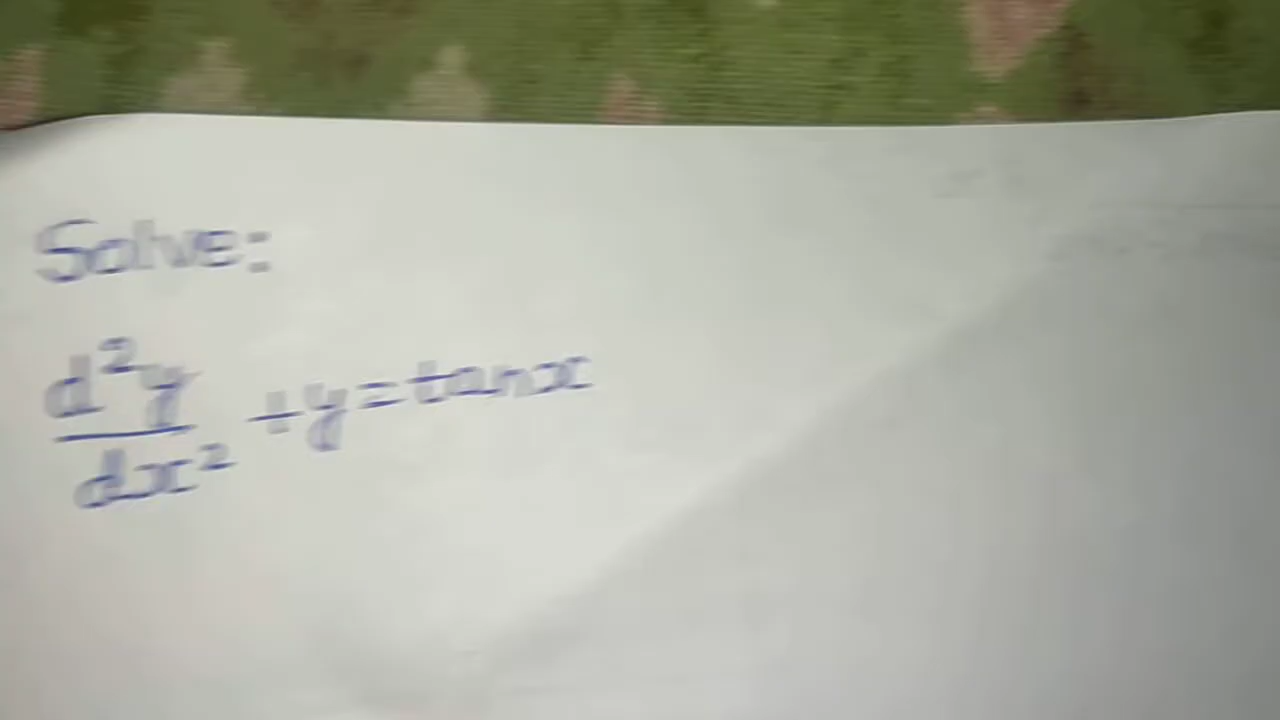 Solve:
d²y/dx² + y = tanx